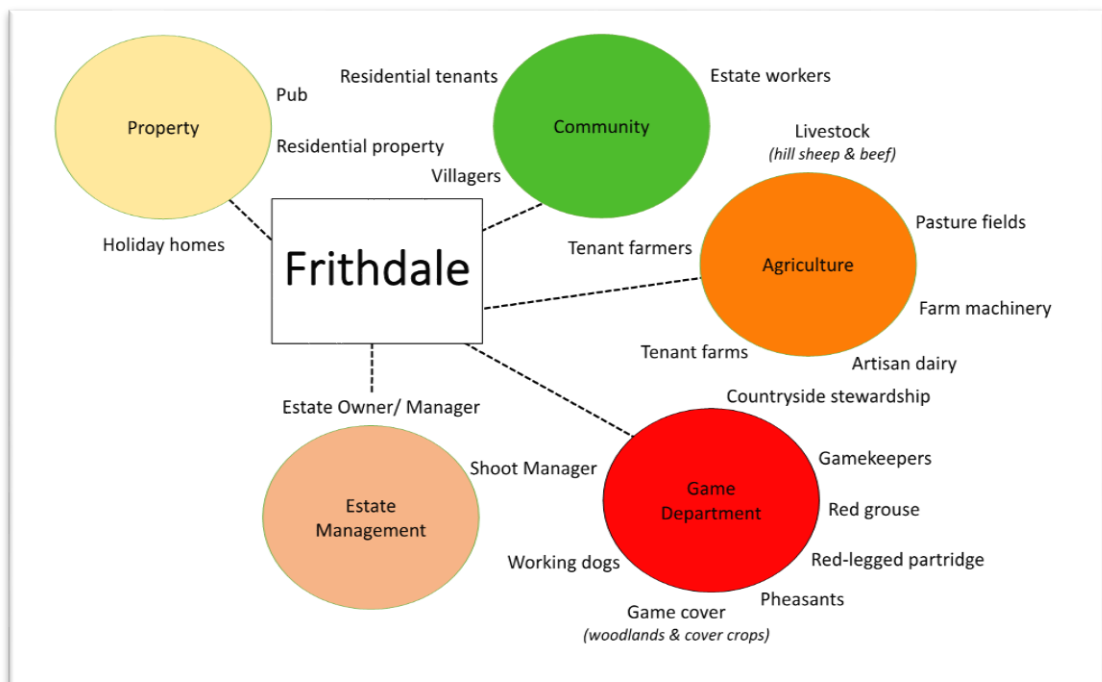 Pub
Property
Residential property
Holiday homes
Residential tenants
Estate workers
Community
Villagers
Frithdale
Livestock
(hill sheep & beef)
Pasture fields
Tenant farmers
Agriculture
Farm machinery
Tenant farms
Artisan dairy
Estate Owner/ Manager
Estate
Management
Countryside stewardship
Shoot Manager
Gamekeepers
Game
Department
Red grouse
Working dogs
Red-legged partridge
Pheasants
Game cover
(woodlands & cover crops)